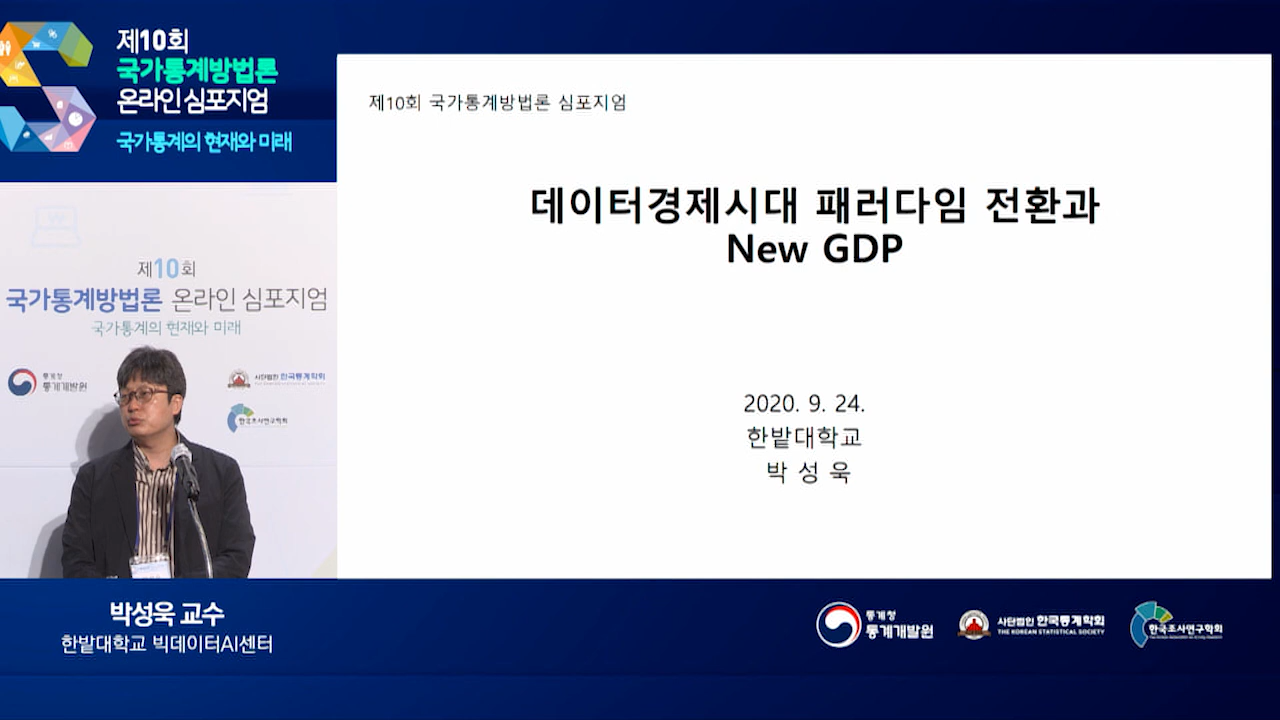 제10회
국가통계방법론
온라인 심포지엄
국가통계의 현재와 미래
제10회 국가통계방법론 심포지엄
데이터경제시대 패러다임 전환과
New GDP
2020. 9. 24.
한밭대학교
박 성 욱
제10회
국가통계방법론 온라인 심포지엄
국가통계의 현재와 미래
통계청
통계개발원
사단법인 한국통계학회
한국조사연구학회
박성욱 교수
한밭대학교 빅데이터AI센터
통계청
통계개발원
사단법인 한국통계학회
THE KOREAN STATISTICAL SOCIETY
한국조사연구학회